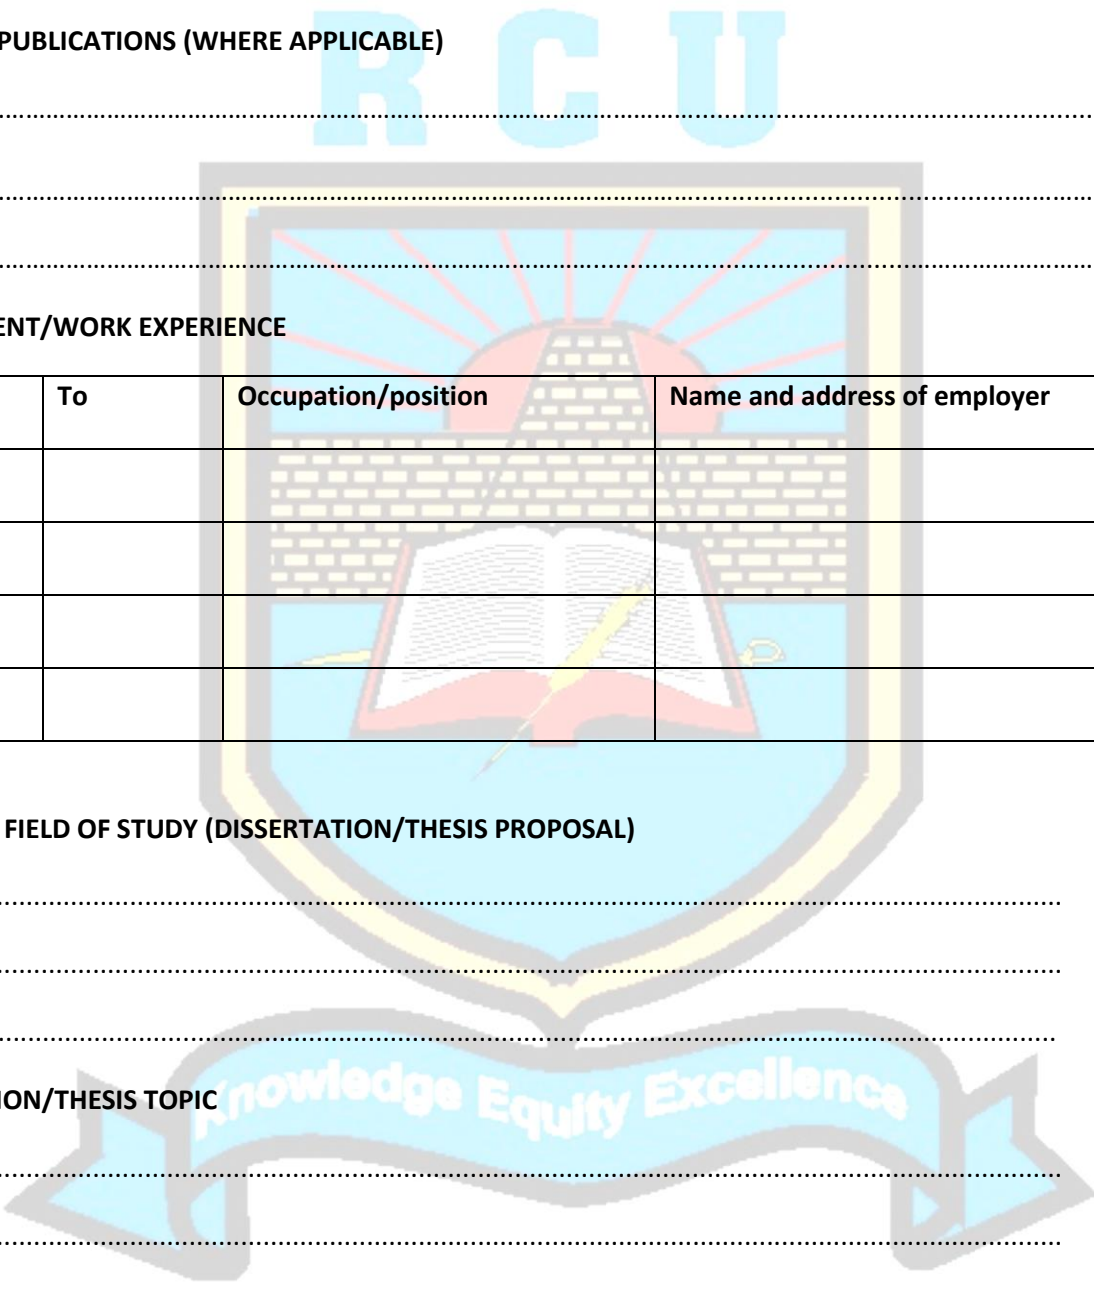 R C U
PUBLICATIONS (WHERE APPLICABLE)
ENT/WORK EXPERIENCE
To Occupation/position Name and address of employer
FIELD OF STUDY (DISSERTATION/THESIS PROPOSAL)
ION/THESIS TOPIC
Knowledge Equity Excellence